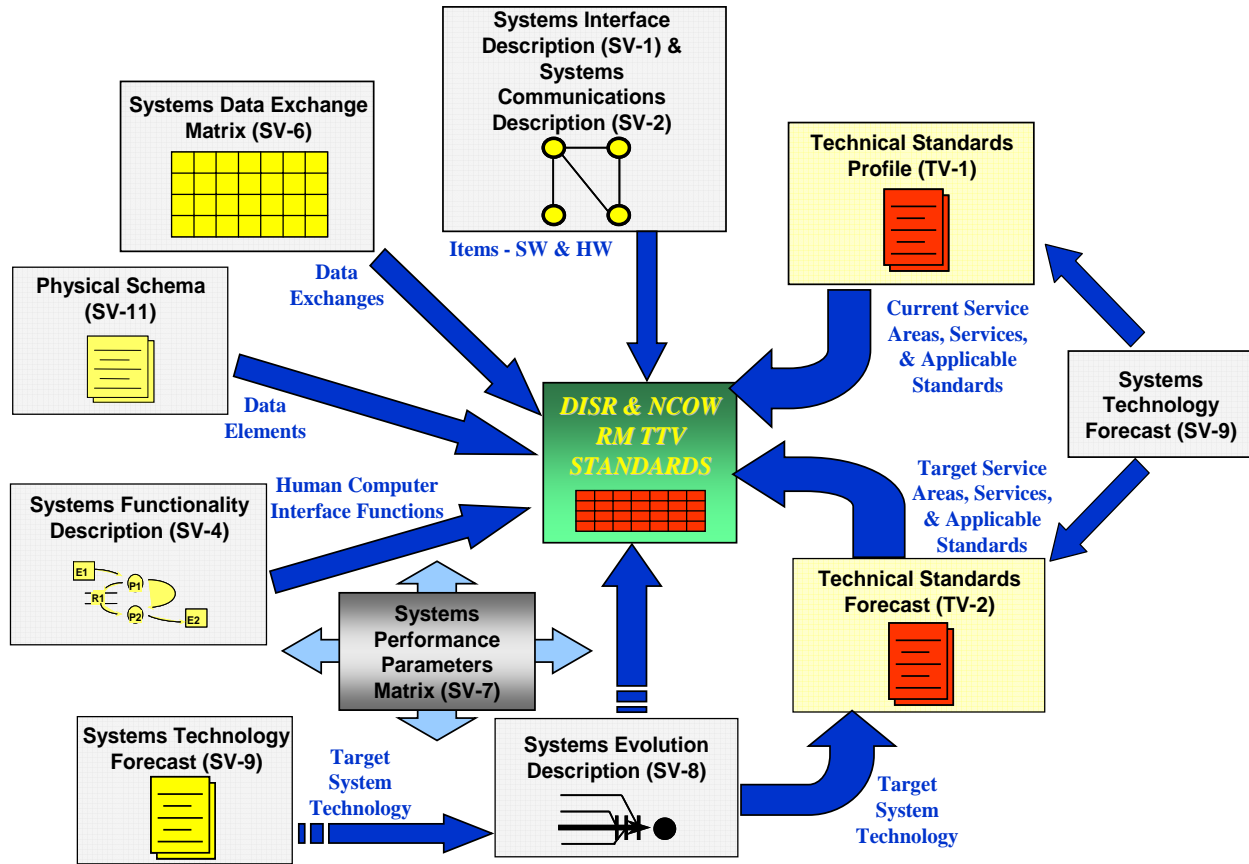 Systems Interface
Description (SV-1) &
Systems
Communications
Description (SV-2)
Systems Data Exchange
Matrix (SV-6)
Technical Standards
Profile (TV-1)
Items - SW & HW
Data
Exchanges
Physical Schema
(SV-11)
Current Service
Areas, Services,
& Applicable
Standards
Systems
Technology
Forecast (SV-9)
DISR & NCOW
RM TTV
STANDARDS
Data
Elements
Human Computer
Interface Functions
Target Service
Areas, Services,
& Applicable
Standards
Systems Functionality
Description (SV-4)
E1
P1
R1
P2
E2
Technical Standards
Forecast (TV-2)
Systems
Performance
Parameters
Matrix (SV-7)
Systems Technology
Forecast (SV-9)
Target
System
Technology
Systems Evolution
Description (SV-8)
Target
System
Technology